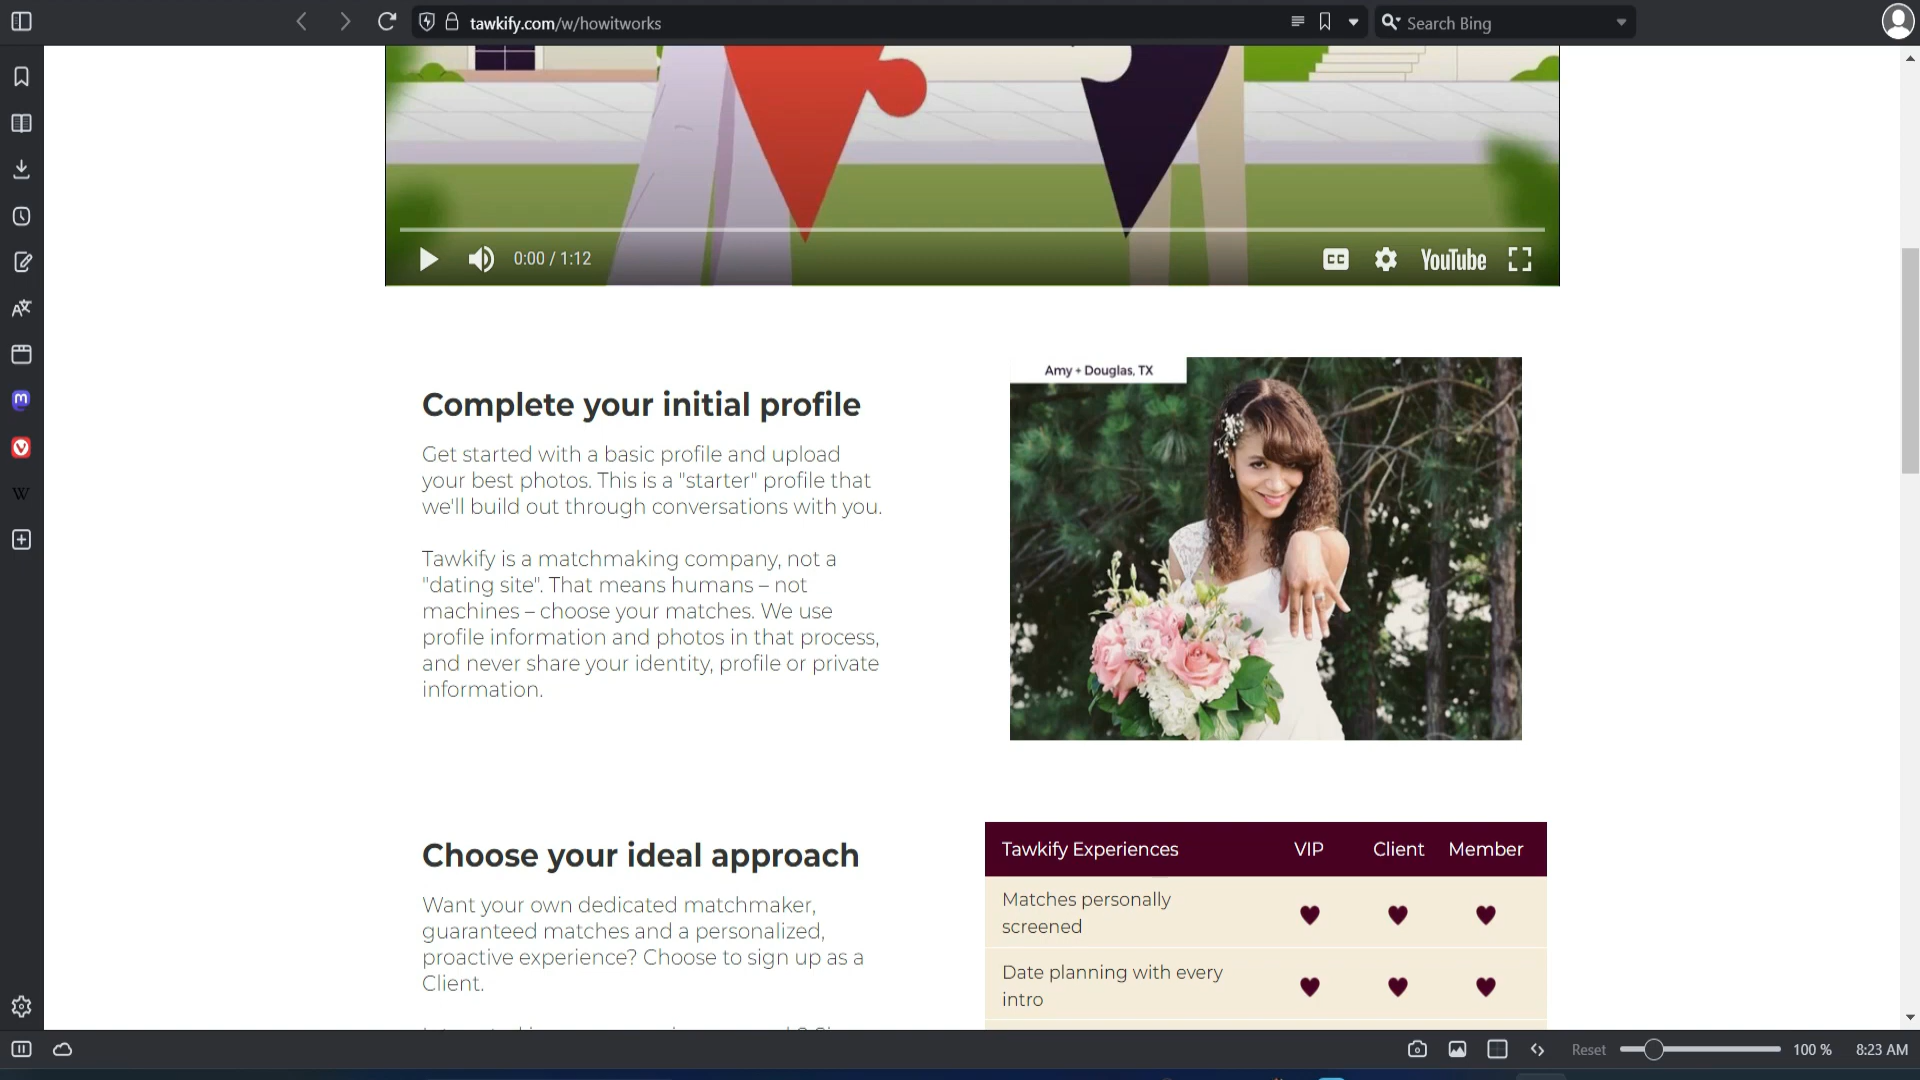 tawkify.com/w/howitworks
Search Bing
0:00 / 1:12
CC
YouTube
Amy + Douglas, TX
Complete your initial profile
Get started with a basic profile and upload
your best photos. This is a "starter" profile that
we'll build out through conversations with you.
Tawkify is a matchmaking company, not a
"dating site". That means humans – not
machines – choose your matches. We use
profile information and photos in that process,
and never share your identity, profile or private
information.
Choose your ideal approach
Want your own dedicated matchmaker,
guaranteed matches and a personalized,
proactive experience? Choose to sign up as a
Client.
Tawkify Experiences VIP Client Member
Matches personally
screened
Date planning with every
intro
W
Reset
100 %
8:23 AM